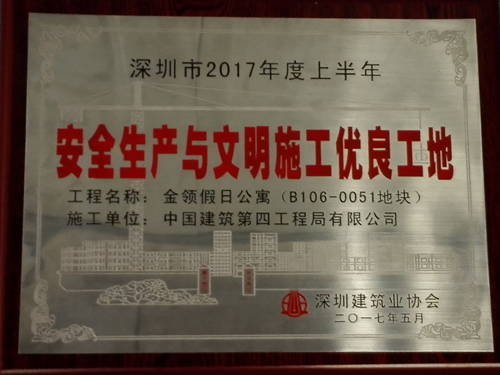 深圳市2017年度上半年
安全生产与文明施工优良工地
工程名称： 金领假日公寓（B106-0051地块）
施工单位： 中国建筑第四工程局有限公司
深圳建筑业协会
二〇一七年五月